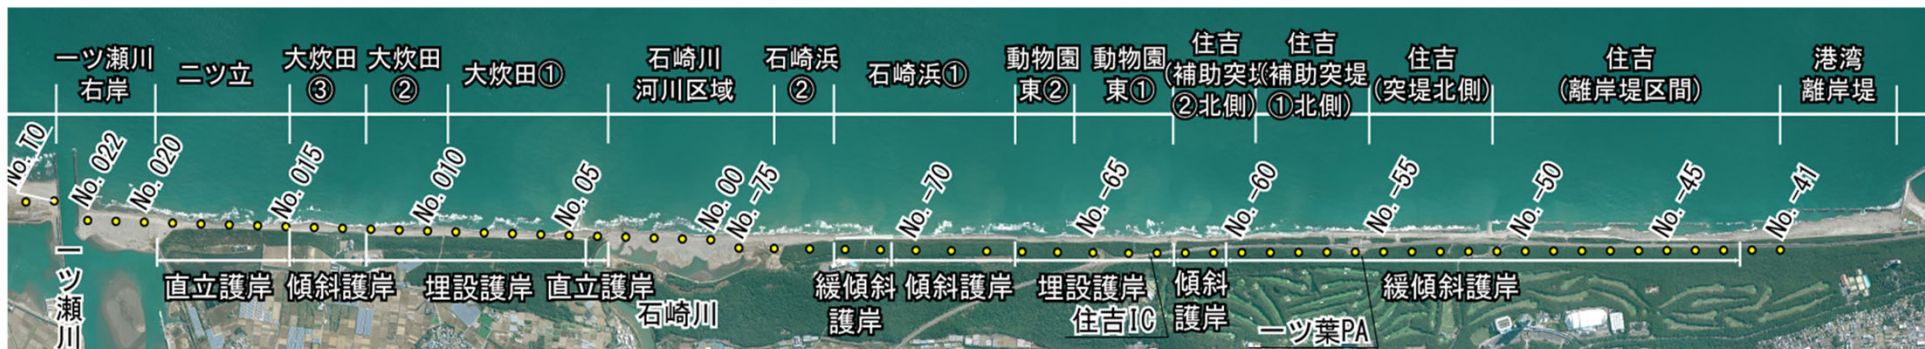 一ツ瀬川
右岸
二ツ立
大炊田
③
大炊田
②
大炊田①
石崎川
河川区域
石崎浜
②
石崎浜①
動物園
東②
動物園
東①
住吉
(補助突堤
②北側)
住吉
(補助突堤
①北側)
住吉
(突堤北側)
住吉
(離岸堤区間)
港湾
離岸堤
No. T0
No. 022
No. 020
No. 015
No. 010
No. 05
No. 00
No. -75
No. -70
No. -65
No. -60
No. -55
No. -50
No. -45
No. -41
一ツ瀬川
直立護岸
傾斜護岸
埋設護岸
直立護岸
石崎川
緩傾斜
護岸
傾斜護岸
埋設護岸
住吉IC
傾斜
護岸
一ツ葉PA
緩傾斜護岸